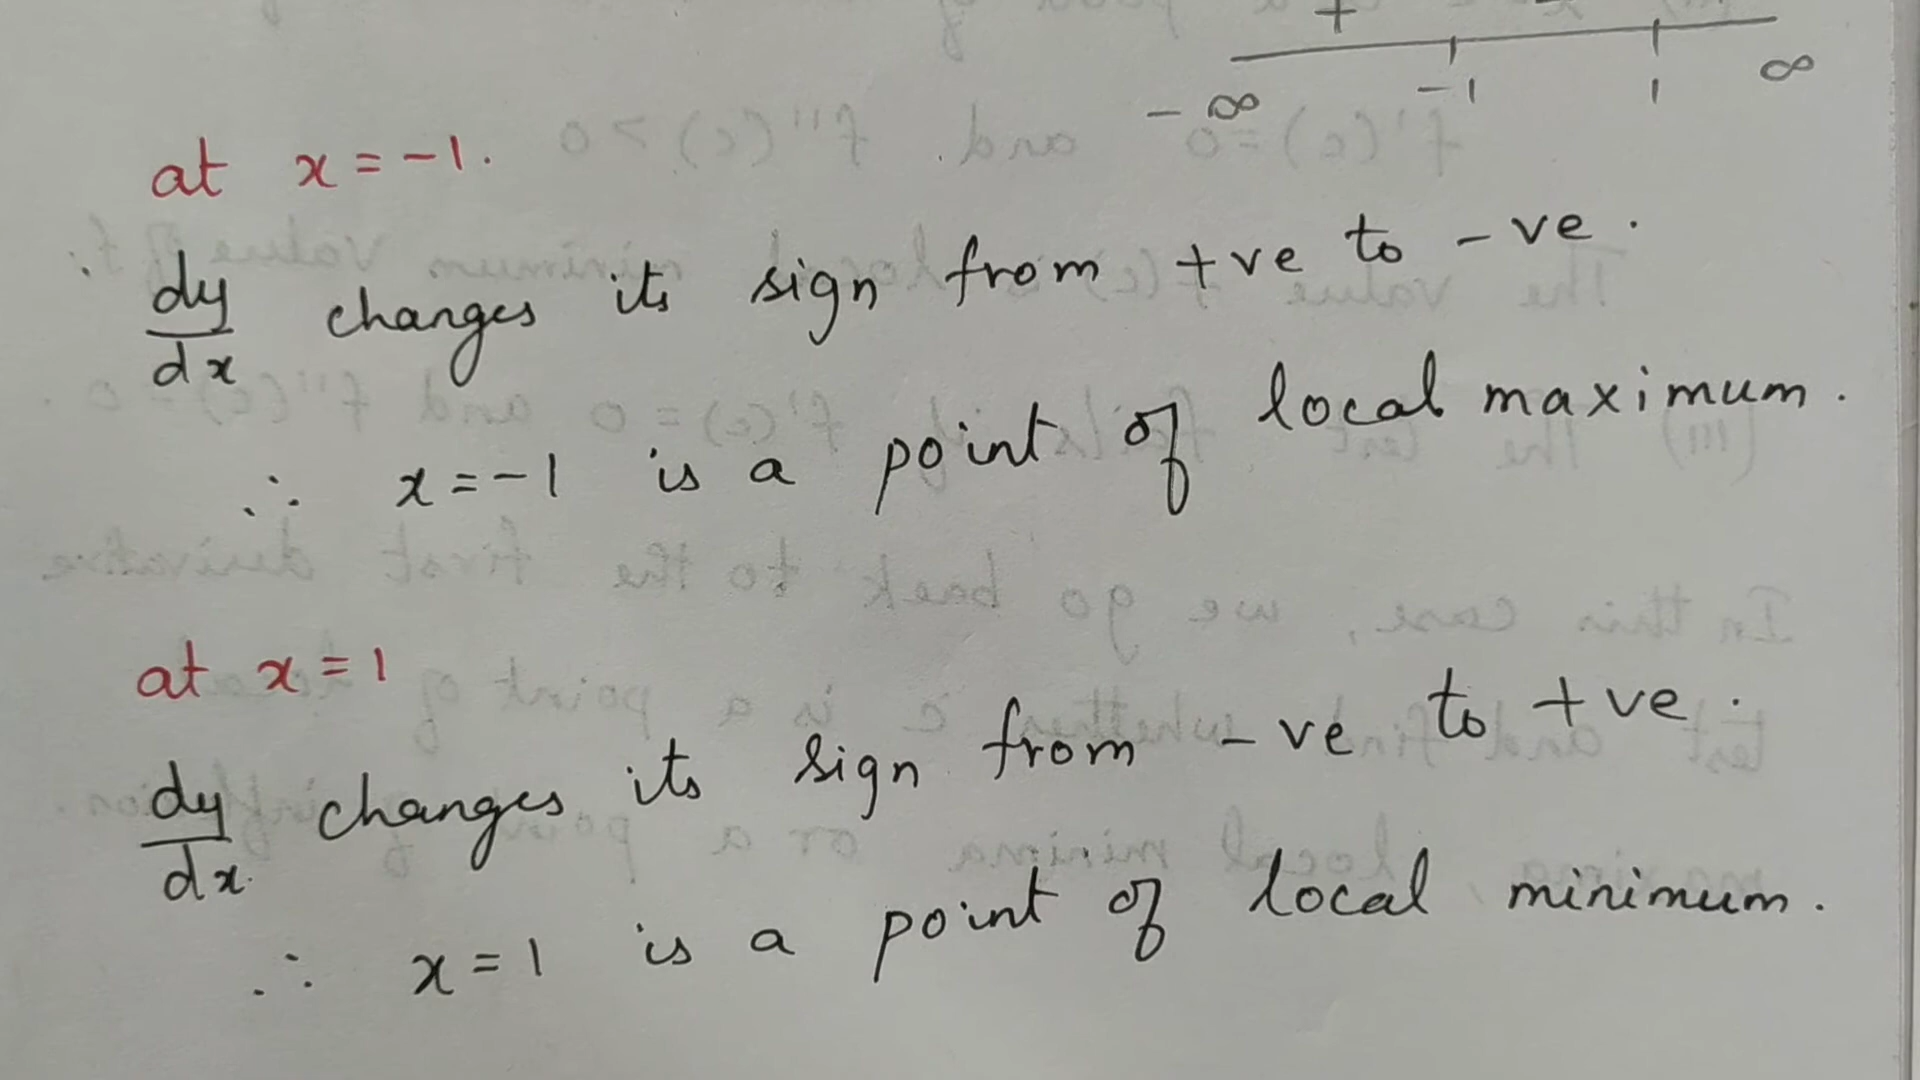 +
- ∞ -1 1 ∞
at x = -1.
dy/dx changes its sign from +ve to -ve.
∴ x = -1 is a point of local maximum.
at x = 1
dy/dx changes its sign from -ve to +ve.
∴ x = 1 is a point of local minimum.